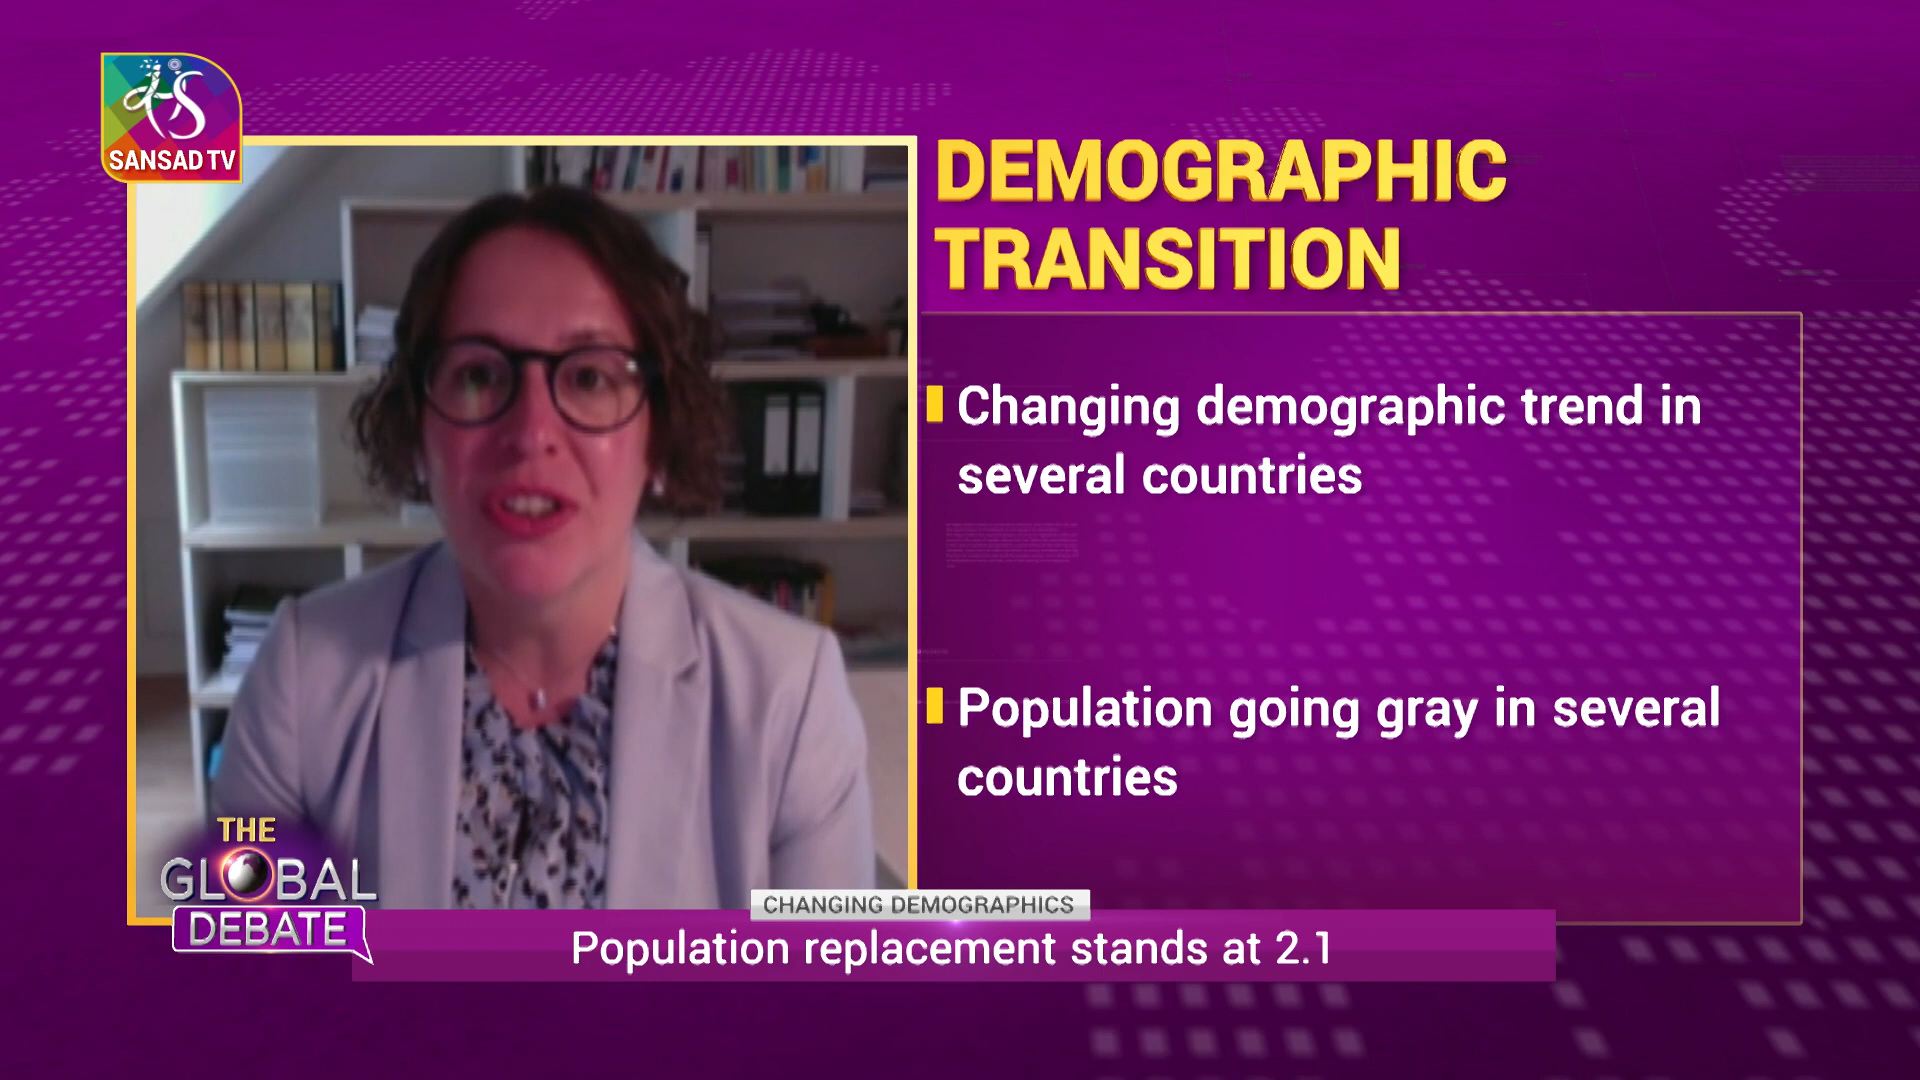 SANSAD TV
DEMOGRAPHIC
TRANSITION
Changing demographic trend in
several countries
Population going gray in several
countries
THE
GLOBAL
DEBATE
CHANGING DEMOGRAPHICS
Population replacement stands at 2.1